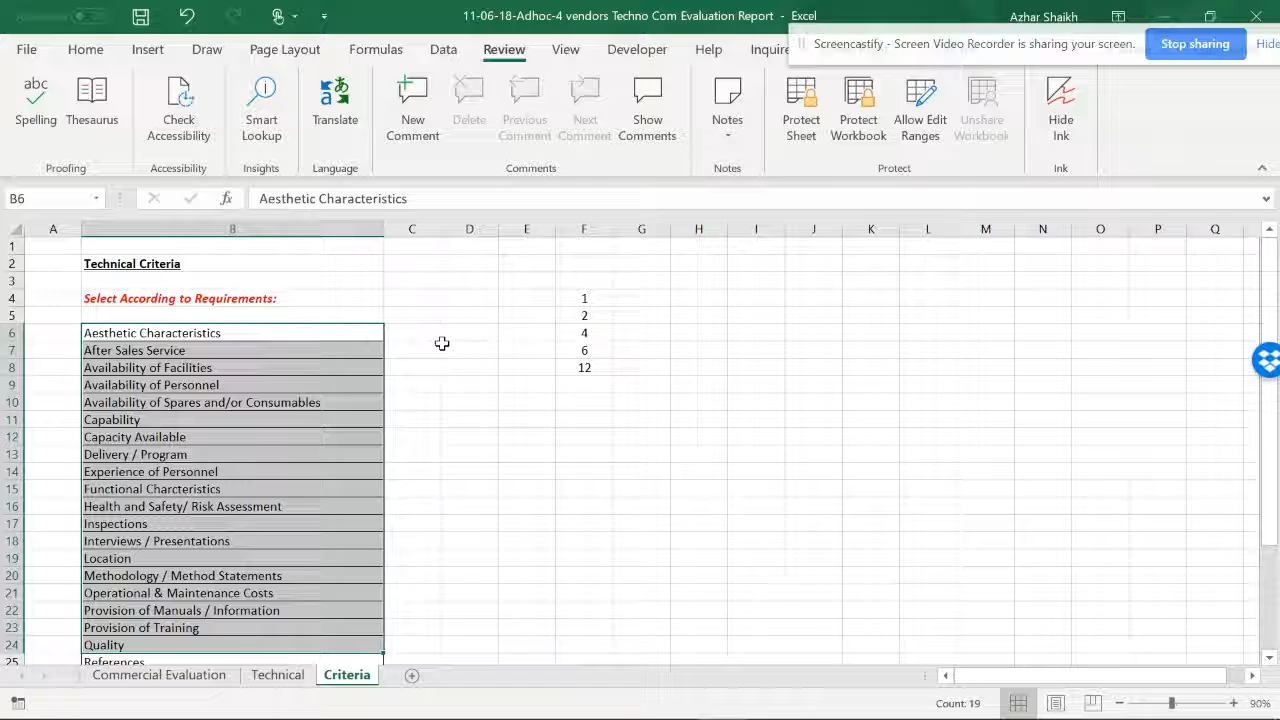 11-06-18-Adhoc-4 vendors Techno Com Evaluation Report - Excel
Azhar Shaikh
File Home Insert Draw Page Layout Formulas Data Review View Developer Help Inquire
Screencastify - Screen Video Recorder is sharing your screen. Stop sharing Hide
abc
Spelling Thesaurus Check Accessibility Smart Lookup Translate New Comment Delete Previous Comment Next Comment Show Comments Notes Protect Sheet Protect Workbook Allow Edit Ranges Unshare Workbook Hide Ink
Proofing Accessibility Insights Language Comments Notes Protect Ink
B6 fx Aesthetic Characteristics
A B C D E F G H I J K L M N O P Q
1
2 Technical Criteria
3
4 Select According to Requirements: 1
5 2
6 Aesthetic Characteristics 4
7 After Sales Service 6
8 Availability of Facilities 12
9 Availability of Personnel
10 Availability of Spares and/or Consumables
11 Capability
12 Capacity Available
13 Delivery / Program
14 Experience of Personnel
15 Functional Charcteristics
16 Health and Safety/ Risk Assessment
17 Inspections
18 Interviews / Presentations
19 Location
20 Methodology / Method Statements
21 Operational & Maintenance Costs
22 Provision of Manuals / Information
23 Provision of Training
24 Quality
25 References
Commercial Evaluation Technical Criteria
Count: 19 90%